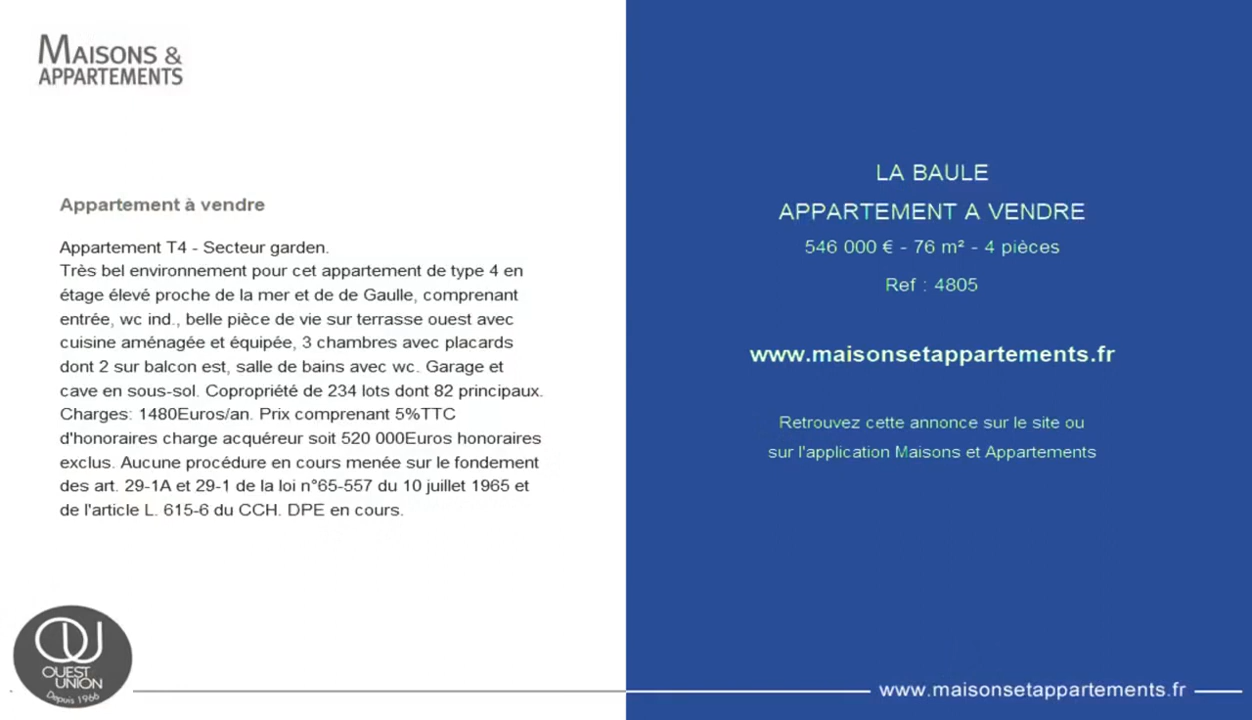 MAISONS &
APPARTEMENTS
Appartement à vendre
Appartement T4 - Secteur garden.
Très bel environnement pour cet appartement de type 4 en
étage élevé proche de la mer et de de Gaulle, comprenant
entrée, wc ind., belle pièce de vie sur terrasse ouest avec
cuisine aménagée et équipée, 3 chambres avec placards
dont 2 sur balcon est, salle de bains avec wc. Garage et
cave en sous-sol. Copropriété de 234 lots dont 82 principaux.
Charges: 1480Euros/an. Prix comprenant 5%TTC
d'honoraires charge acquéreur soit 520 000Euros honoraires
exclus. Aucune procédure en cours menée sur le fondement
des art. 29-1A et 29-1 de la loi n°65-557 du 10 juillet 1965 et
de l'article L. 615-6 du CCH. DPE en cours.
OU
OUEST
UNION
Depuis 1966
LA BAULE
APPARTEMENT A VENDRE
546 000 € - 76 m² - 4 pièces
Ref : 4805
www.maisonsetappartements.fr
Retrouvez cette annonce sur le site ou
sur l'application Maisons et Appartements
www.maisonsetappartements.fr